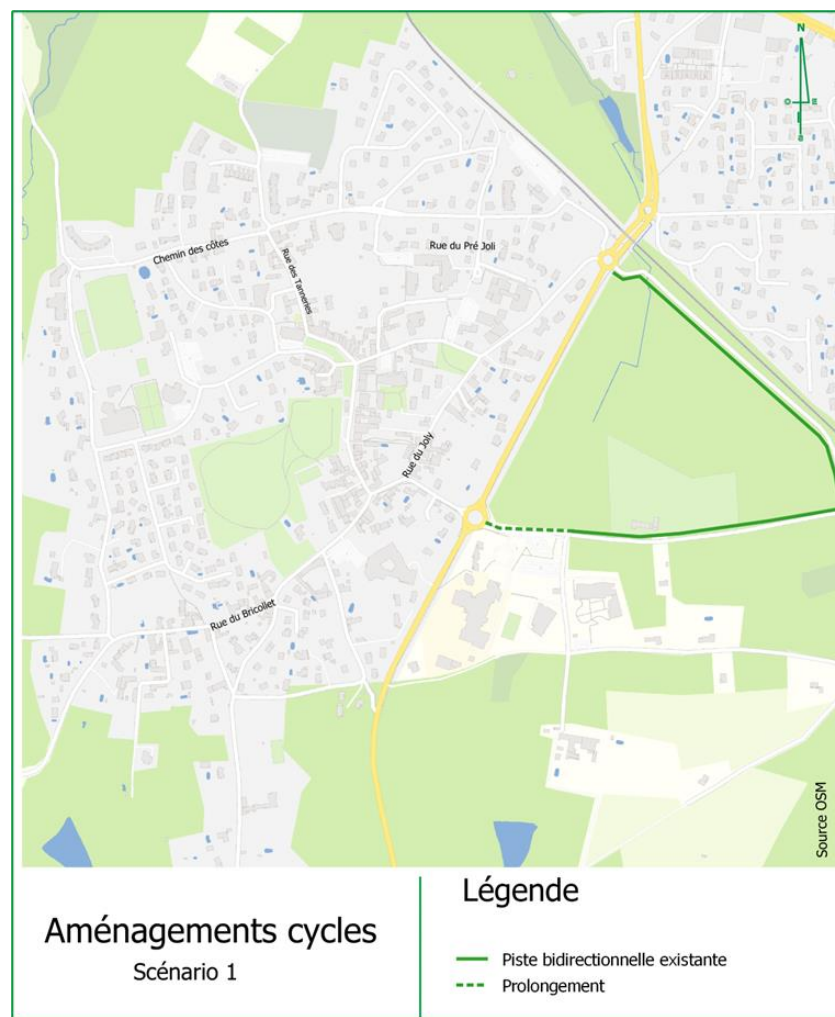 N
O
E
S
Chemin des côtes
Rue du Pré Joli
Rue des Tanneries
Rue du Joly
Rue du Bricollet
Source OSM
Aménagements cycles
Scénario 1
Légende
Piste bidirectionnelle existante
Prolongement